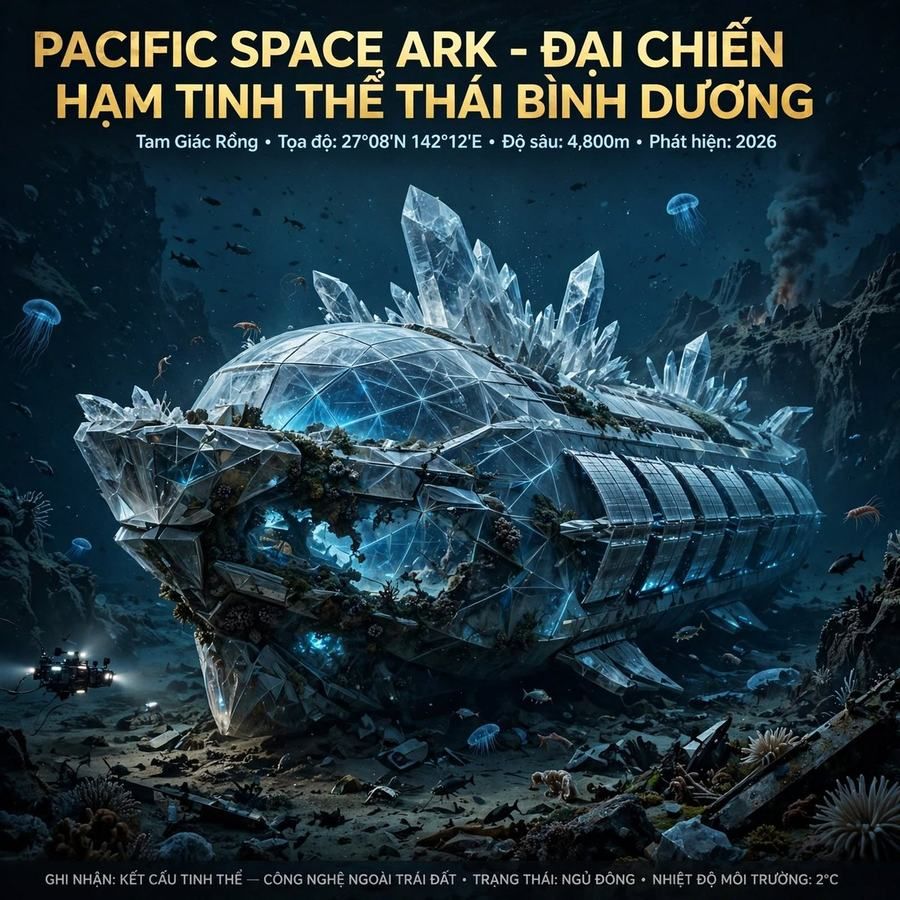 PACIFIC SPACE ARK - ĐẠI CHIẾN
HẠM TINH THỂ THÁI BÌNH DƯƠNG
Tam Giác Rồng • Tọa độ: 27°08'N 142°12'E • Độ sâu: 4,800m • Phát hiện: 2026
GHI NHẬN: KẾT CẤU TINH THỂ — CÔNG NGHỆ NGOÀI TRÁI ĐẤT • TRẠNG THÁI: NGỦ ĐÔNG • NHIỆT ĐỘ MÔI TRƯỜNG: 2°C